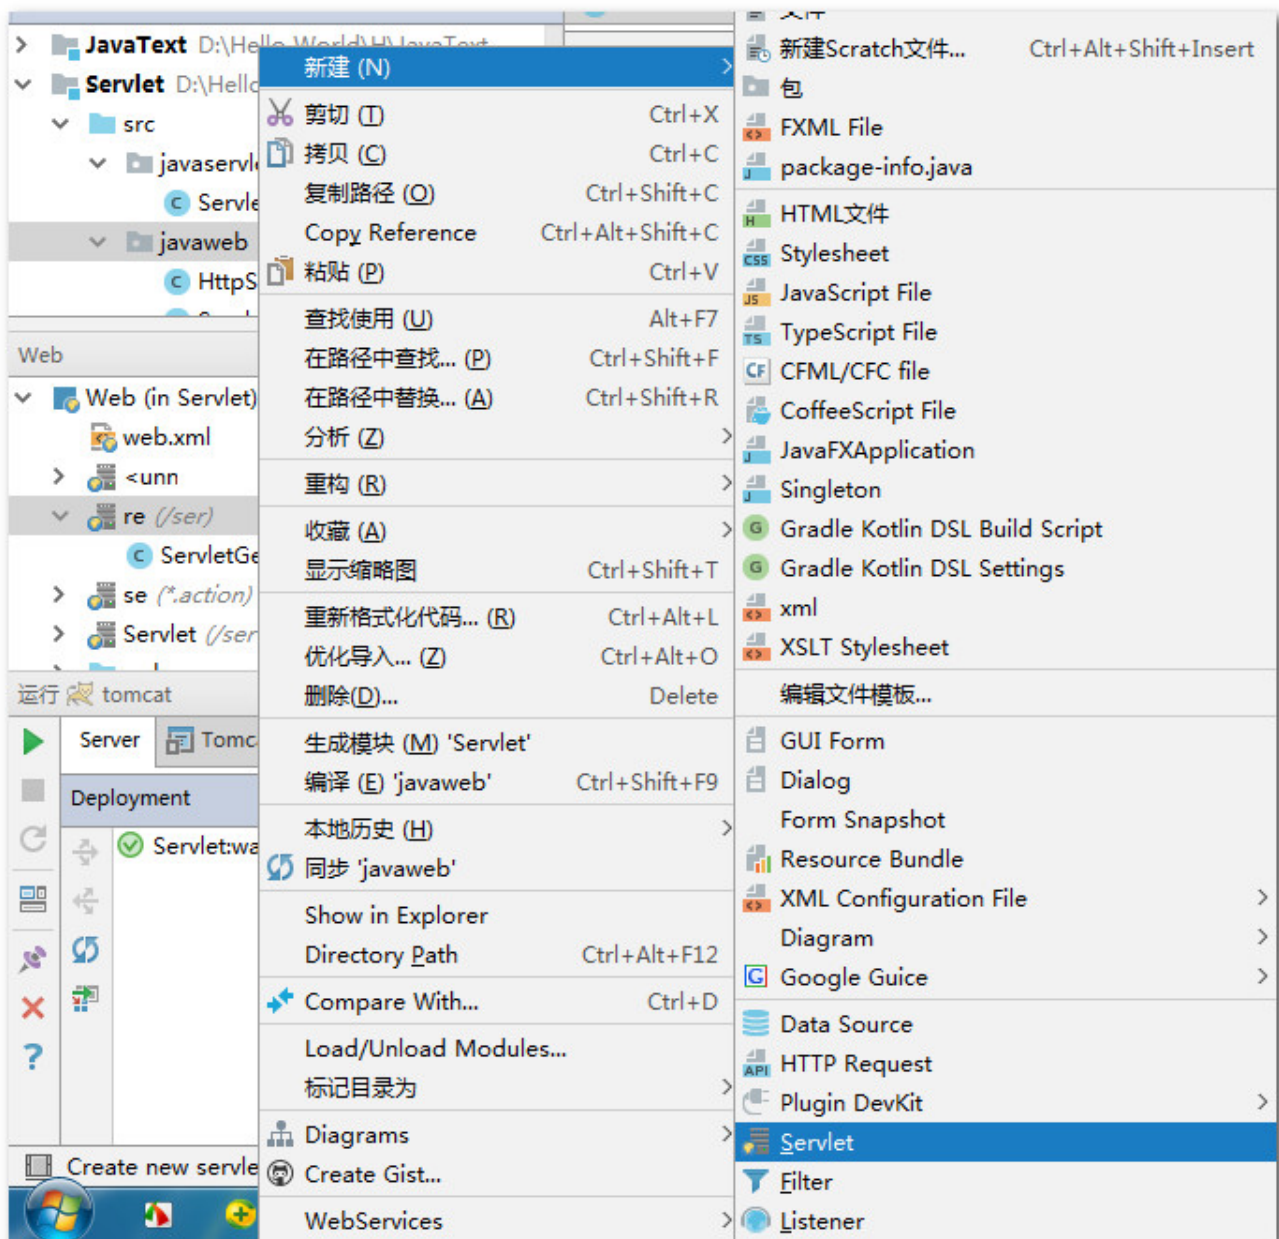 JavaText D:\Hello World\H\JavaText
Servlet D:\Hello
src
javaservle
Servle
javaweb
HttpS
Web
Web (in Servlet)
web.xml
<unn
re (/ser)
ServletGe
se (*.action)
Servlet (/ser
运行 tomcat
Server Tomc
Deployment
Servlet:wa
Create new servle
新建 (N)
剪切 (T) Ctrl+X
拷贝 (C) Ctrl+C
复制路径 (O) Ctrl+Shift+C
Copy Reference Ctrl+Alt+Shift+C
粘贴 (P) Ctrl+V
查找使用 (U) Alt+F7
在路径中查找... (P) Ctrl+Shift+F
在路径中替换... (A) Ctrl+Shift+R
分析 (Z)
重构 (R)
收藏 (A)
显示缩略图 Ctrl+Shift+T
重新格式化代码... (R) Ctrl+Alt+L
优化导入... (Z) Ctrl+Alt+O
删除(D)... Delete
生成模块 (M) 'Servlet'
编译 (E) 'javaweb' Ctrl+Shift+F9
本地历史 (H)
同步 'javaweb'
Show in Explorer
Directory Path Ctrl+Alt+F12
Compare With... Ctrl+D
Load/Unload Modules...
标记目录为
Diagrams
Create Gist...
WebServices
文件
新建Scratch文件... Ctrl+Alt+Shift+Insert
包
FXML File
package-info.java
HTML文件
Stylesheet
JavaScript File
TypeScript File
CFML/CFC file
CoffeeScript File
JavaFXApplication
Singleton
Gradle Kotlin DSL Build Script
Gradle Kotlin DSL Settings
xml
XSLT Stylesheet
编辑文件模板...
GUI Form
Dialog
Form Snapshot
Resource Bundle
XML Configuration File
Diagram
Google Guice
Data Source
HTTP Request
Plugin DevKit
Servlet
Filter
Listener